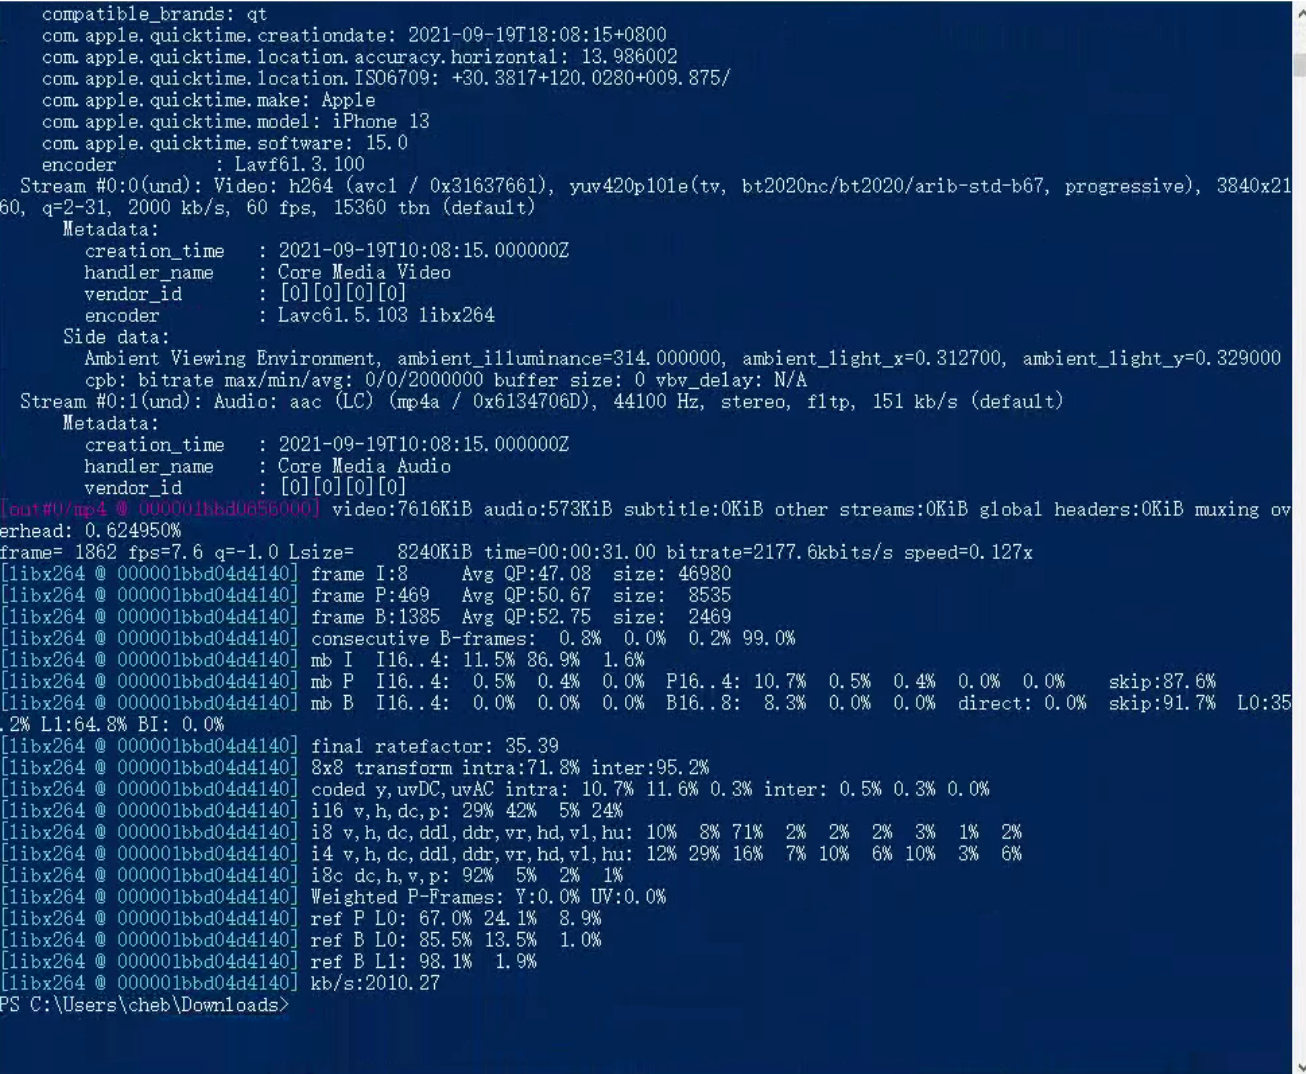 compatible_brands: qt
com.apple.quicktime.creationdate: 2021-09-19T18:08:15+0800
com.apple.quicktime.location.accuracy.horizontal: 13.986002
com.apple.quicktime.location.ISO6709: +30.3817+120.0280+009.875/
com.apple.quicktime.make: Apple
com.apple.quicktime.model: iPhone 13
com.apple.quicktime.software: 15.0
encoder         : Lavf61.3.100
Stream #0:0(und): Video: h264 (avc1 / 0x31637661), yuv420p10le(tv, bt2020nc/bt2020/arib-std-b67, progressive), 3840x21
60, q=2-31, 2000 kb/s, 60 fps, 15360 tbn (default)
Metadata:
creation_time   : 2021-09-19T10:08:15.000000Z
handler_name    : Core Media Video
vendor_id       : [0][0][0][0]
encoder         : Lavc61.5.103 libx264
Side data:
Ambient Viewing Environment, ambient_illuminance=314.000000, ambient_light_x=0.312700, ambient_light_y=0.329000
cpb: bitrate max/min/avg: 0/0/2000000 buffer size: 0 vbv_delay: N/A
Stream #0:1(und): Audio: aac (LC) (mp4a / 0x6134706D), 44100 Hz, stereo, fltp, 151 kb/s (default)
Metadata:
creation_time   : 2021-09-19T10:08:15.000000Z
handler_name    : Core Media Audio
vendor_id       : [0][0][0][0]
[out#0/mp4 @ 000001bbd0656000] video:7616KiB audio:573KiB subtitle:0KiB other streams:0KiB global headers:0KiB muxing ov
erhead: 0.624950%
frame= 1862 fps=7.6 q=-1.0 Lsize=    8240KiB time=00:00:31.00 bitrate=2177.6kbits/s speed=0.127x
[libx264 @ 000001bbd04d4140] frame I:8     Avg QP:47.08  size: 46980
[libx264 @ 000001bbd04d4140] frame P:469   Avg QP:50.67  size:  8535
[libx264 @ 000001bbd04d4140] frame B:1385  Avg QP:52.75  size:  2469
[libx264 @ 000001bbd04d4140] consecutive B-frames:  0.8%  0.0%  0.2% 99.0%
[libx264 @ 000001bbd04d4140] mb I  I16..4: 11.5% 86.9%  1.6%
[libx264 @ 000001bbd04d4140] mb P  I16..4:  0.5%  0.4%  0.0%  P16..4: 10.7%  0.5%  0.4%  0.0%  0.0%    skip:87.6%
[libx264 @ 000001bbd04d4140] mb B  I16..4:  0.0%  0.0%  0.0%  B16..8:  8.3%  0.0%  0.0%  direct: 0.0%  skip:91.7%  L0:35
.2% L1:64.8% BI: 0.0%
[libx264 @ 000001bbd04d4140] final ratefactor: 35.39
[libx264 @ 000001bbd04d4140] 8x8 transform intra:71.8% inter:95.2%
[libx264 @ 000001bbd04d4140] coded y,uvDC,uvAC intra: 10.7% 11.6% 0.3% inter: 0.5% 0.3% 0.0%
[libx264 @ 000001bbd04d4140] i16 v,h,dc,p: 29% 42%  5% 24%
[libx264 @ 000001bbd04d4140] i8 v,h,dc,ddl,ddr,vr,hd,vl,hu: 10%  8% 71%  2%  2%  2%  3%  1%  2%
[libx264 @ 000001bbd04d4140] i4 v,h,dc,ddl,ddr,vr,hd,vl,hu: 12% 29% 16%  7% 10%  6% 10%  3%  6%
[libx264 @ 000001bbd04d4140] i8c dc,h,v,p: 92%  5%  2%  1%
[libx264 @ 000001bbd04d4140] Weighted P-Frames: Y:0.0% UV:0.0%
[libx264 @ 000001bbd04d4140] ref P L0: 67.0% 24.1%  8.9%
[libx264 @ 000001bbd04d4140] ref B L0: 85.5% 13.5%  1.0%
[libx264 @ 000001bbd04d4140] ref B L1: 98.1%  1.9%
[libx264 @ 000001bbd04d4140] kb/s:2010.27
PS C:\Users\cheb\Downloads>